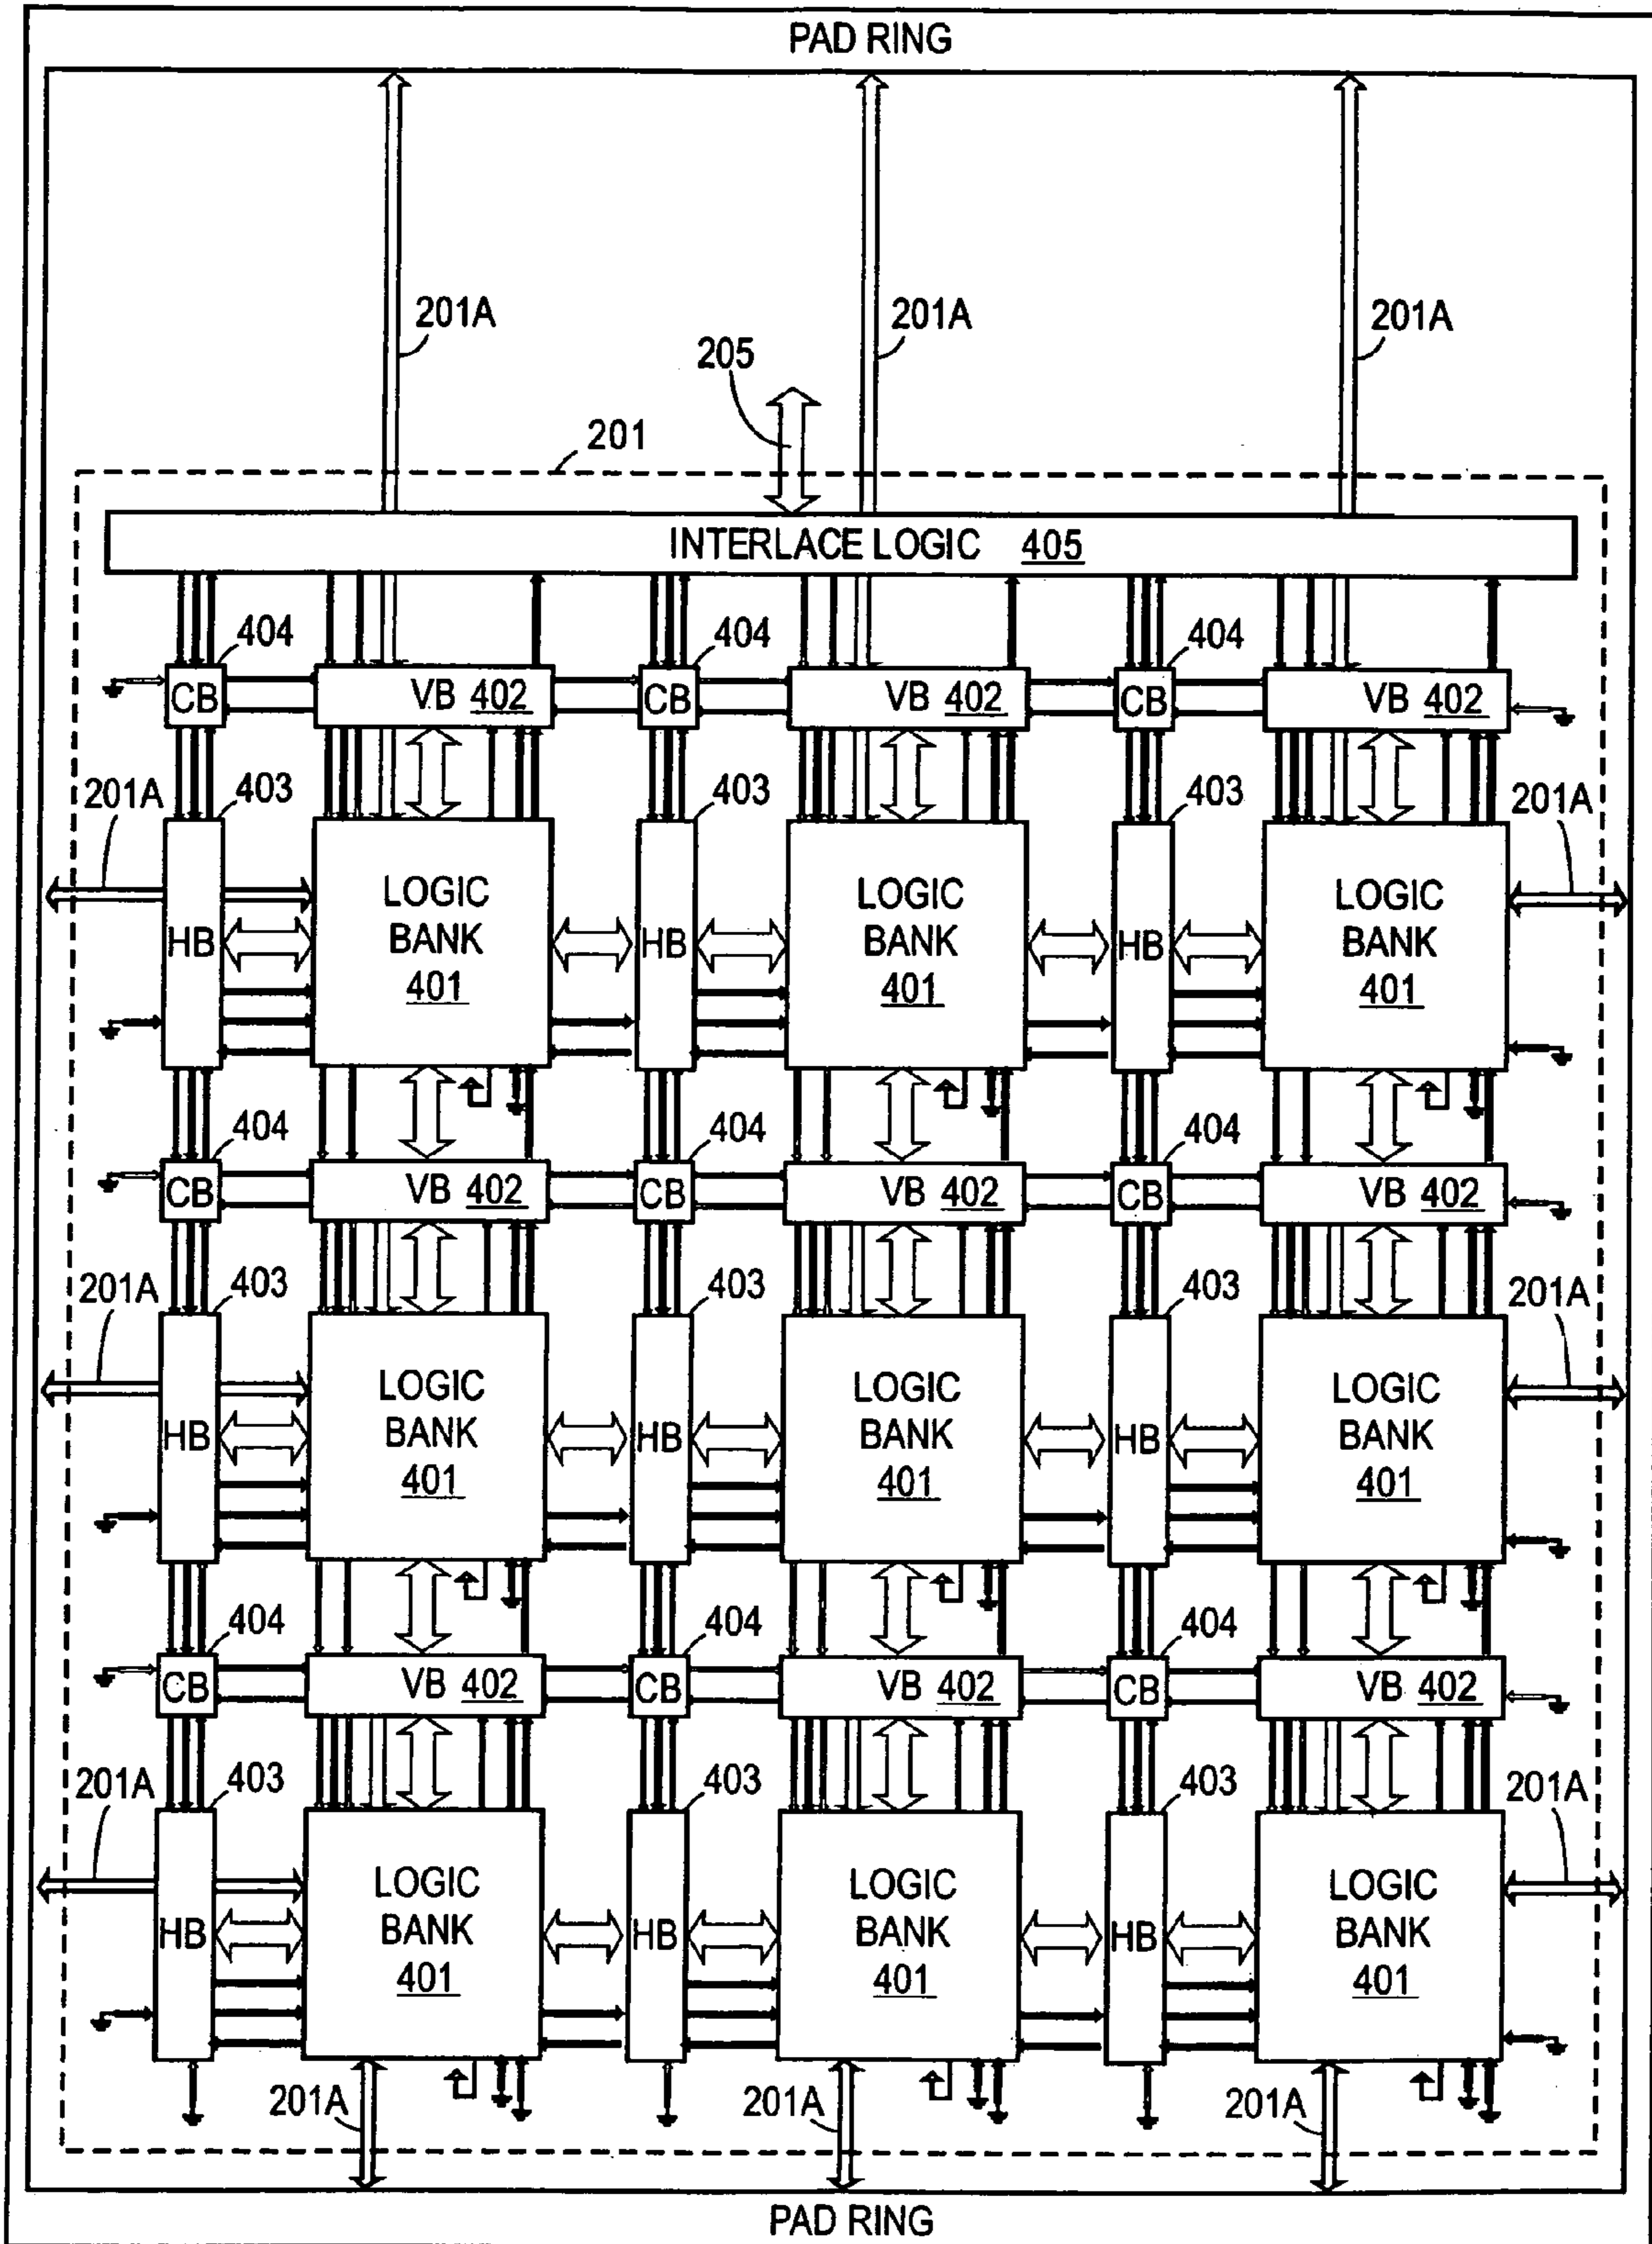 PAD RING
201A 201A 201A
205
201
INTERLACE LOGIC 405
404 404 404
CB VB 402 CB VB 402 CB VB 402
201A 403 403 403 201A
HB LOGIC BANK 401 HB LOGIC BANK 401 HB LOGIC BANK 401
404 404 404
CB VB 402 CB VB 402 CB VB 402
201A 403 403 403 201A
HB LOGIC BANK 401 HB LOGIC BANK 401 HB LOGIC BANK 401
404 404 404
CB VB 402 CB VB 402 CB VB 402
201A 403 403 403 201A
HB LOGIC BANK 401 HB LOGIC BANK 401 HB LOGIC BANK 401
201A 201A 201A
PAD RING